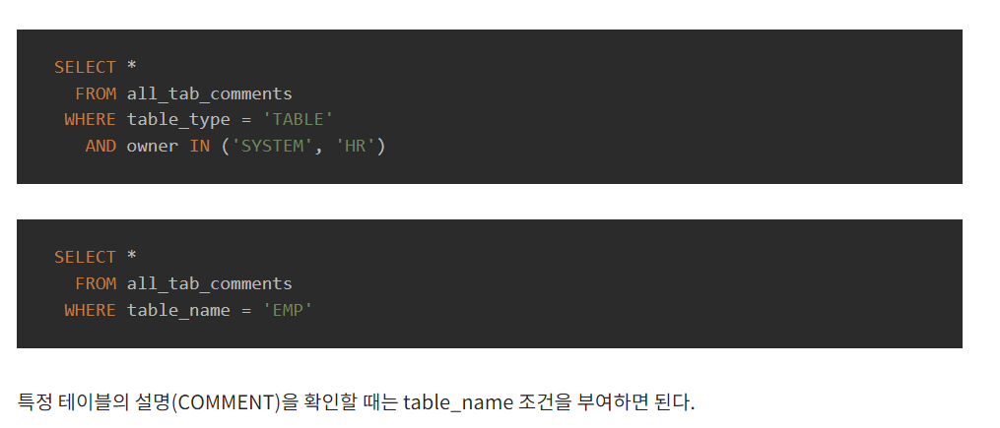 SELECT *
FROM all_tab_comments
WHERE table_type = 'TABLE'
AND owner IN ('SYSTEM', 'HR')
SELECT *
FROM all_tab_comments
WHERE table_name = 'EMP'
특정 테이블의 설명(COMMENT)을 확인할 때는 table_name 조건을 부여하면 된다.